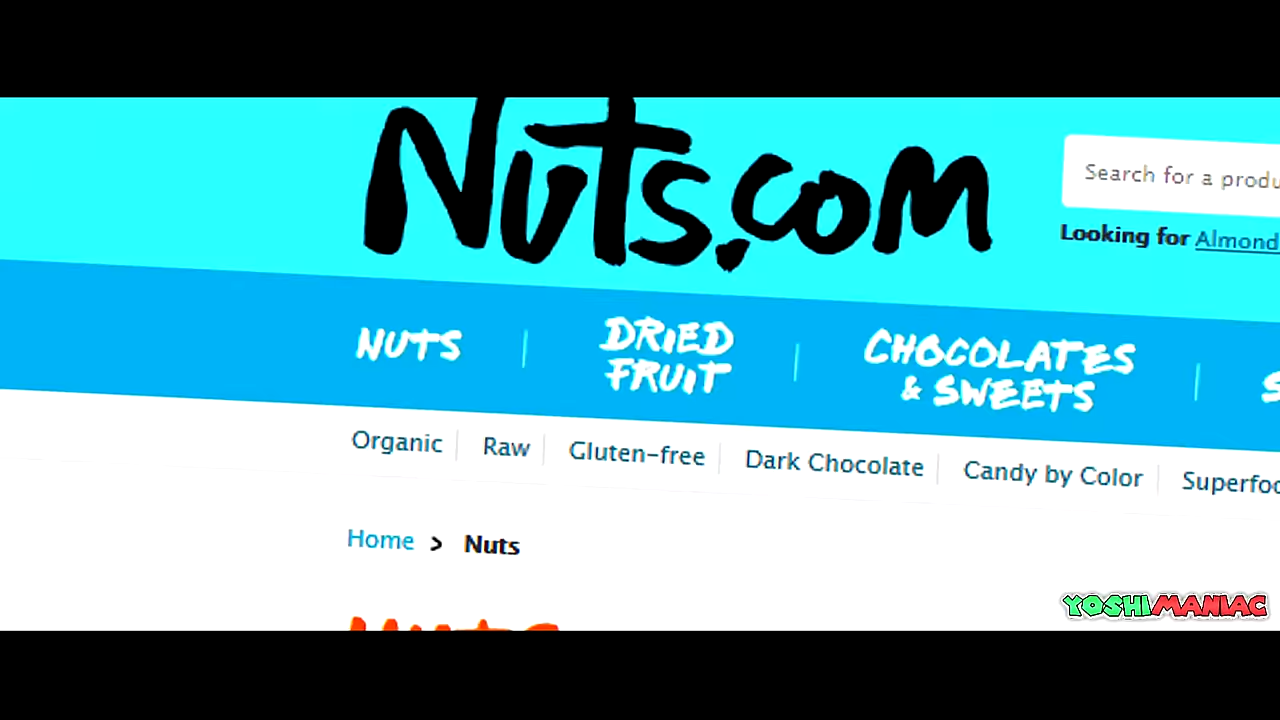 Nuts.com
Search for a produ
Looking for Almond
NUTS
DRIED FRUIT
CHOCOLATES & SWEETS
S
Organic
Raw
Gluten-free
Dark Chocolate
Candy by Color
Superfoo
Home > Nuts
YOSHIMANIAC